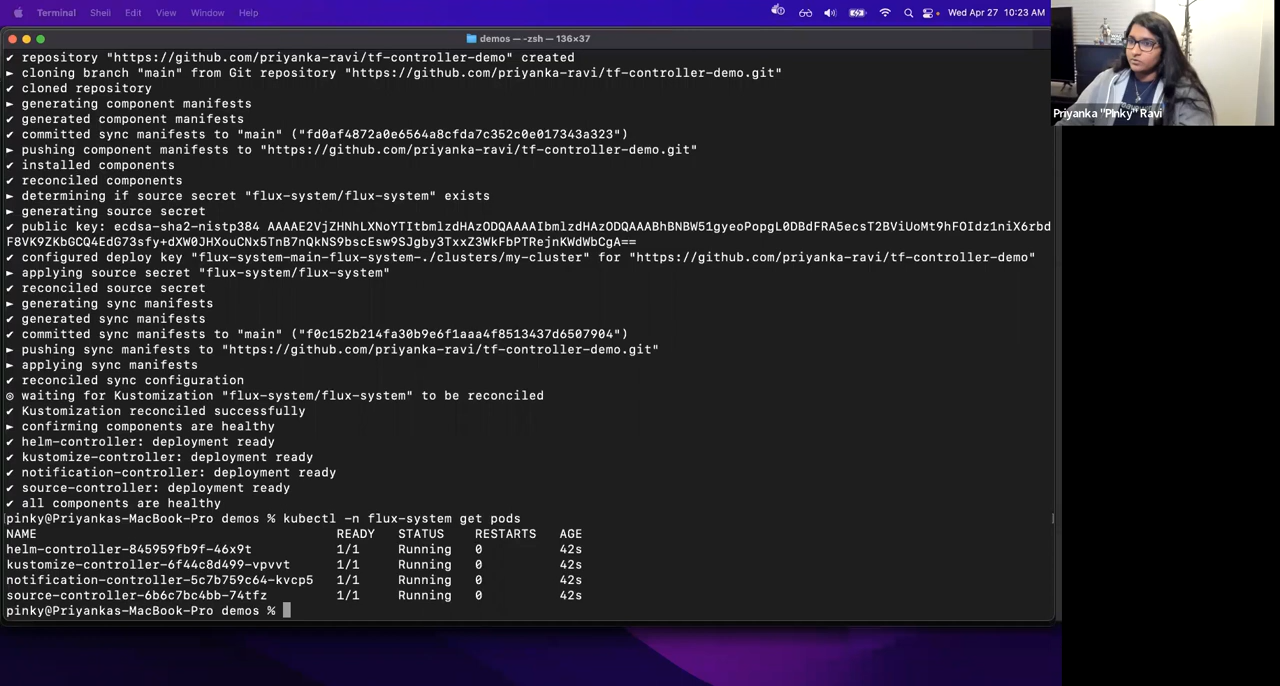 Terminal Shell Edit View Window Help Wed Apr 27 10:23 AM
demos — -zsh — 136×37
✔ repository "https://github.com/priyanka-ravi/tf-controller-demo" created
► cloning branch "main" from Git repository "https://github.com/priyanka-ravi/tf-controller-demo.git"
✔ cloned repository
► generating component manifests
✔ generated component manifests
✔ committed sync manifests to "main" ("fd0af4872a0e6564a8cfda7c352c0e017343a323")
► pushing component manifests to "https://github.com/priyanka-ravi/tf-controller-demo.git"
✔ installed components
✔ reconciled components
► determining if source secret "flux-system/flux-system" exists
► generating source secret
✔ public key: ecdsa-sha2-nistp384 AAAAE2VjZHNhLXNoYTItbmlzdHAzODQAAAAIbmlzdHAzODQAAABhBNBW51gyeoPopgL0DBdFRA5ecsT2BViUoMt9hFOIdz1niX6rbd
F8VK9ZKbGCQ4EdG73sfy+dXW0JHXouCNx5TnB7nQkNS9bscEsw9SJgby3TxxZ3WkFbPTRejnKWdWbCgA==
✔ configured deploy key "flux-system-main-flux-system-./clusters/my-cluster" for "https://github.com/priyanka-ravi/tf-controller-demo"
► applying source secret "flux-system/flux-system"
✔ reconciled source secret
► generating sync manifests
✔ generated sync manifests
✔ committed sync manifests to "main" ("f0c152b214fa30b9e6f1aaa4f8513437d6507904")
► pushing sync manifests to "https://github.com/priyanka-ravi/tf-controller-demo.git"
► applying sync manifests
✔ reconciled sync configuration
◎ waiting for Kustomization "flux-system/flux-system" to be reconciled
✔ Kustomization reconciled successfully
► confirming components are healthy
✔ helm-controller: deployment ready
✔ kustomize-controller: deployment ready
✔ notification-controller: deployment ready
✔ source-controller: deployment ready
✔ all components are healthy
pinky@Priyankas-MacBook-Pro demos % kubectl -n flux-system get pods
NAME READY STATUS RESTARTS AGE
helm-controller-845959fb9f-46x9t 1/1 Running 0 42s
kustomize-controller-6f44c8d499-vpvvt 1/1 Running 0 42s
notification-controller-5c7b759c64-kvcp5 1/1 Running 0 42s
source-controller-6b6c7bc4bb-74tfz 1/1 Running 0 42s
pinky@Priyankas-MacBook-Pro demos %
Priyanka "Pinky" Ravi